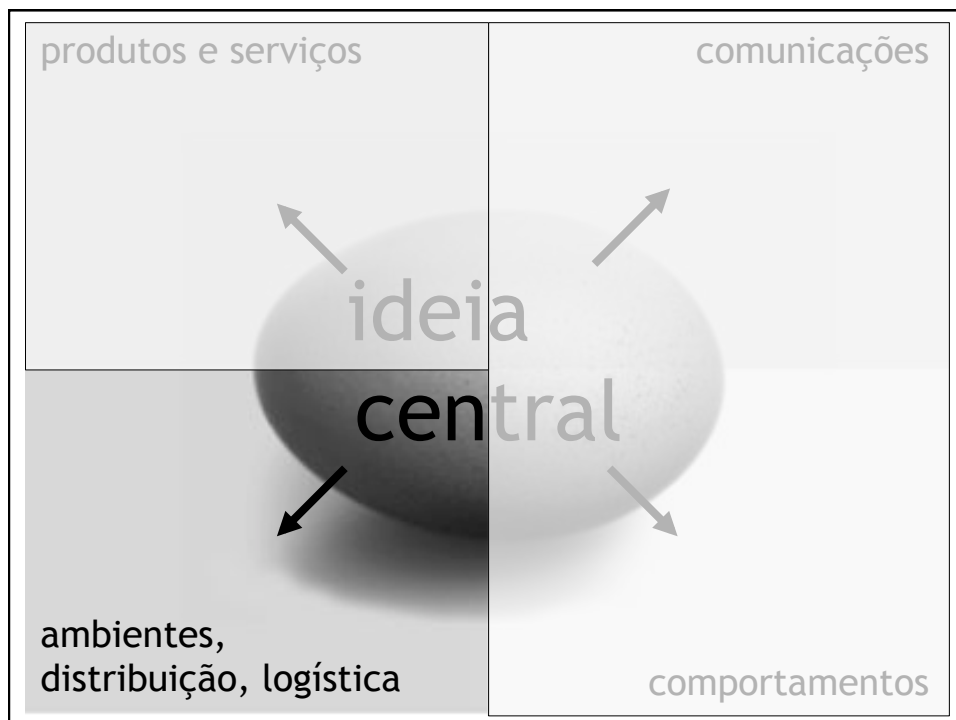 produtos e serviços
comunicações
ideia
central
ambientes,
distribuição, logística
comportamentos